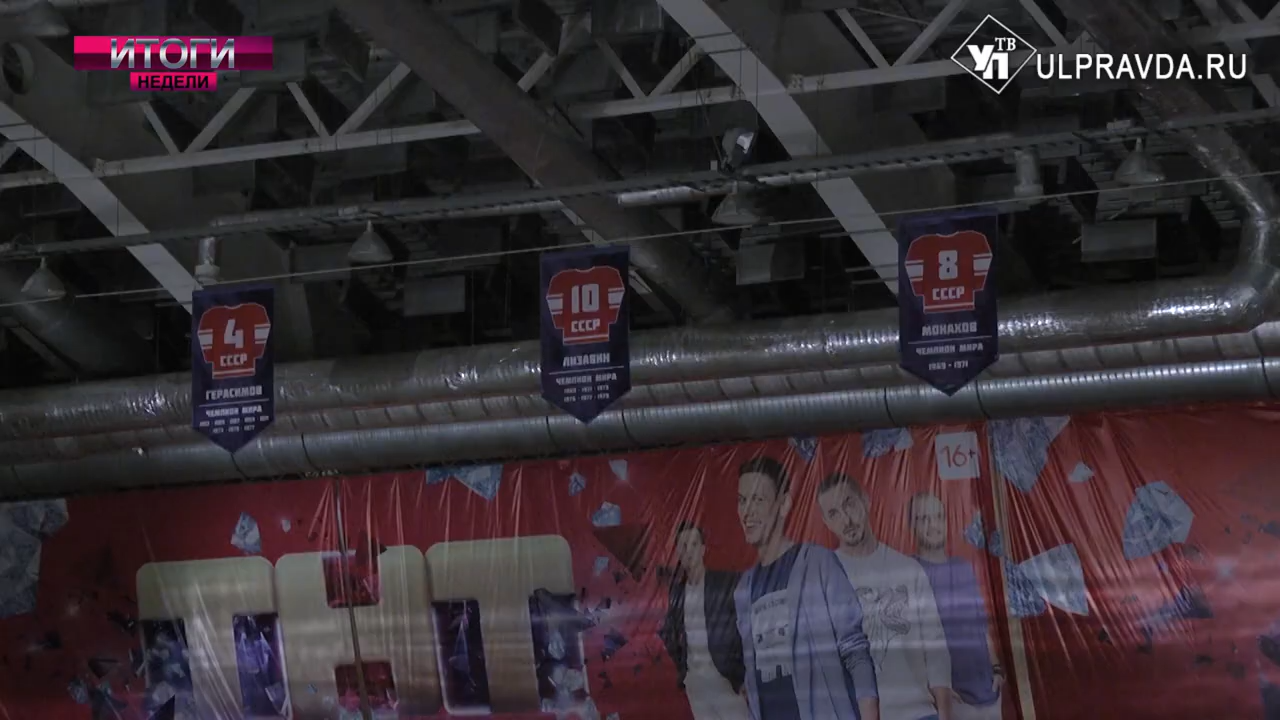 ИТОГИ
НЕДЕЛИ
УП ТВ
ULPRAVDA.RU
4
СССР
ГЕРАСИМОВ
ЧЕМПИОН МИРА
10
СССР
ЛИЗАВИН
ЧЕМПИОН МИРА
8
СССР
МОНАХОВ
ЧЕМПИОН МИРА
1969 - 1971
16+
ТНТ